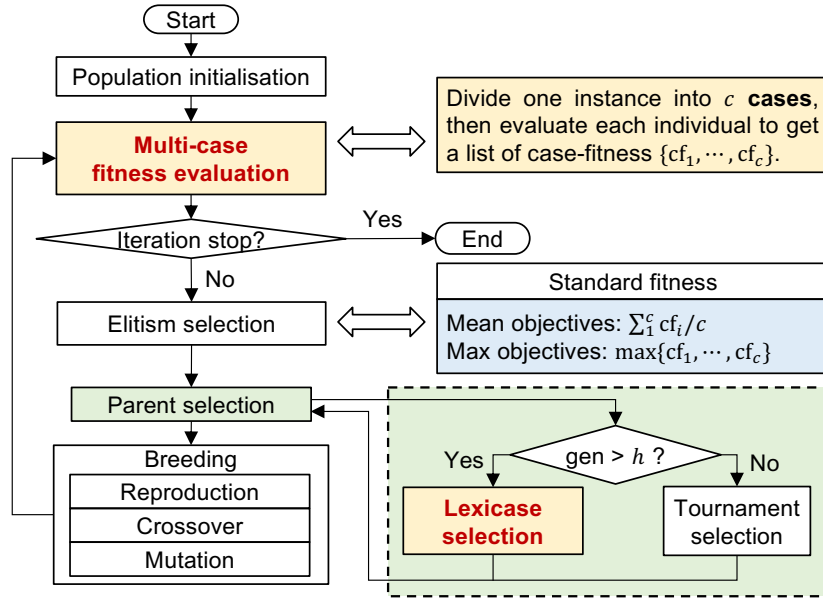 Start
Population initialisation
Multi-case
fitness evaluation
Divide one instance into c cases,
then evaluate each individual to get
a list of case-fitness {cf₁, ⋯, cf_c}.
Iteration stop?
Yes
End
No
Elitism selection
Standard fitness
Mean objectives: ∑₁ᶜ cfᵢ/c
Max objectives: max{cf₁, ⋯, cf_c}
Parent selection
gen > h ?
Yes
No
Lexicase
selection
Tournament
selection
Breeding
Reproduction
Crossover
Mutation